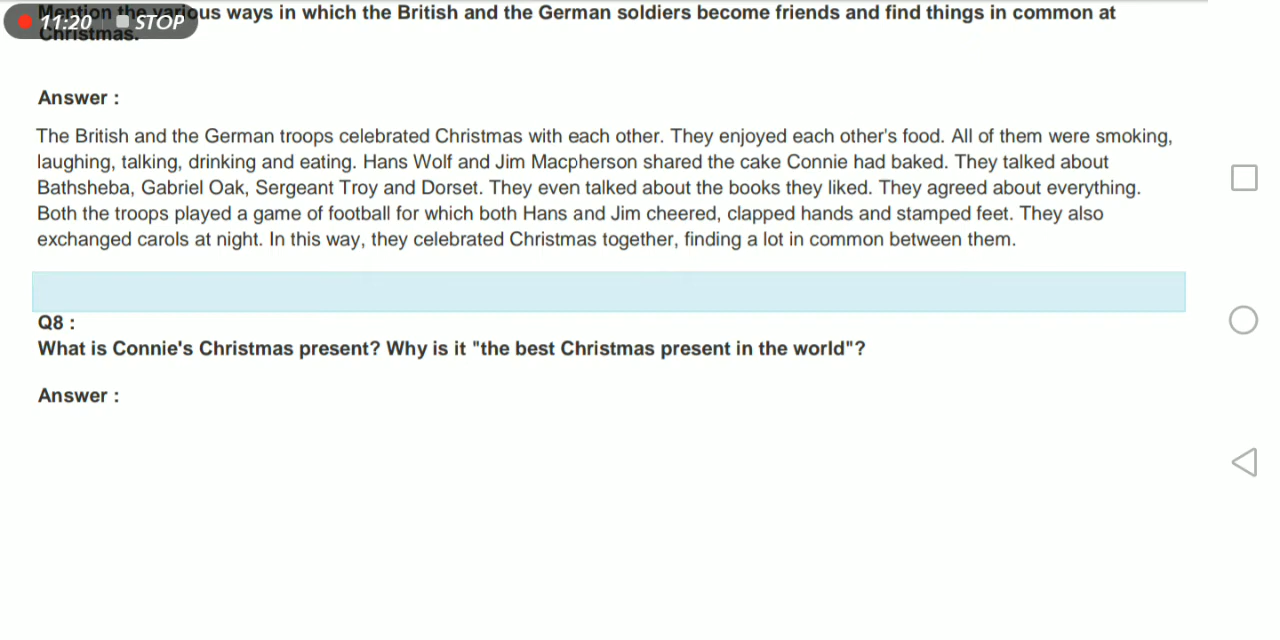 Mention the various ways in which the British and the German soldiers become friends and find things in common at
11:20 STOP
Christmas.
Answer :
The British and the German troops celebrated Christmas with each other. They enjoyed each other's food. All of them were smoking,
laughing, talking, drinking and eating. Hans Wolf and Jim Macpherson shared the cake Connie had baked. They talked about
Bathsheba, Gabriel Oak, Sergeant Troy and Dorset. They even talked about the books they liked. They agreed about everything.
Both the troops played a game of football for which both Hans and Jim cheered, clapped hands and stamped feet. They also
exchanged carols at night. In this way, they celebrated Christmas together, finding a lot in common between them.
Q8 :
What is Connie's Christmas present? Why is it "the best Christmas present in the world"?
Answer :